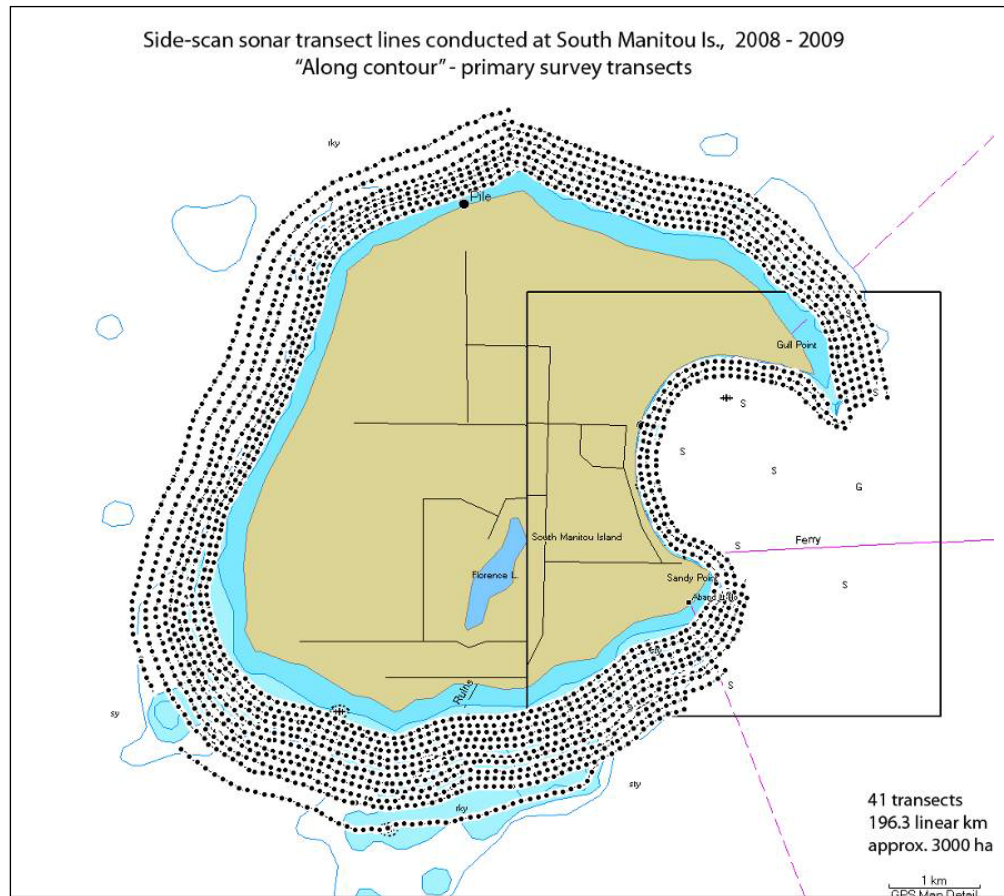 Side-scan sonar transect lines conducted at South Manitou Is., 2008 - 2009
"Along contour" - primary survey transects
rky
Pile
S
Gull Point
S
S
S
S
G
South Manitou Island
Ferry
S
Florence L.
Sandy Point
S
sty
Ruins
S
S
sy
sty
rky
41 transects
196.3 linear km
approx. 3000 ha
1 km
GPS Map Detail